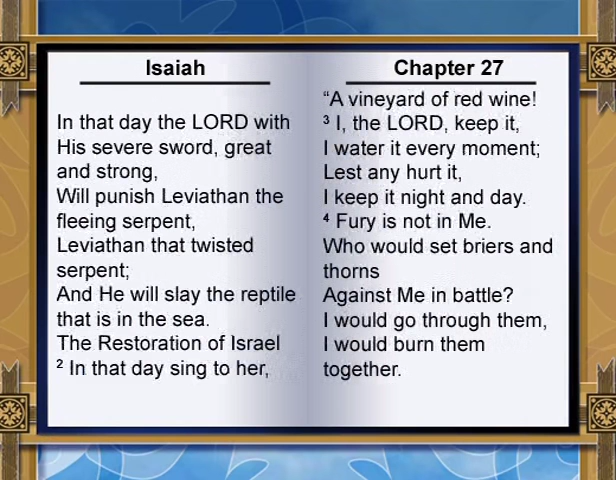 Isaiah
In that day the LORD with
His severe sword, great
and strong,
Will punish Leviathan the
fleeing serpent,
Leviathan that twisted
serpent;
And He will slay the reptile
that is in the sea.
The Restoration of Israel
² In that day sing to her,
Chapter 27
“A vineyard of red wine!
³ I, the LORD, keep it,
I water it every moment;
Lest any hurt it,
I keep it night and day.
⁴ Fury is not in Me.
Who would set briers and
thorns
Against Me in battle?
I would go through them,
I would burn them
together.